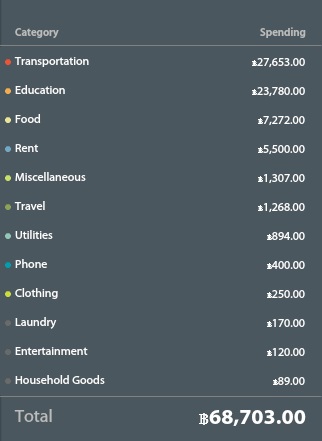 Category Spending
Transportation ฿27,653.00
Education ฿23,780.00
Food ฿7,272.00
Rent ฿5,500.00
Miscellaneous ฿1,307.00
Travel ฿1,268.00
Utilities ฿894.00
Phone ฿400.00
Clothing ฿250.00
Laundry ฿170.00
Entertainment ฿120.00
Household Goods ฿89.00
Total ฿68,703.00